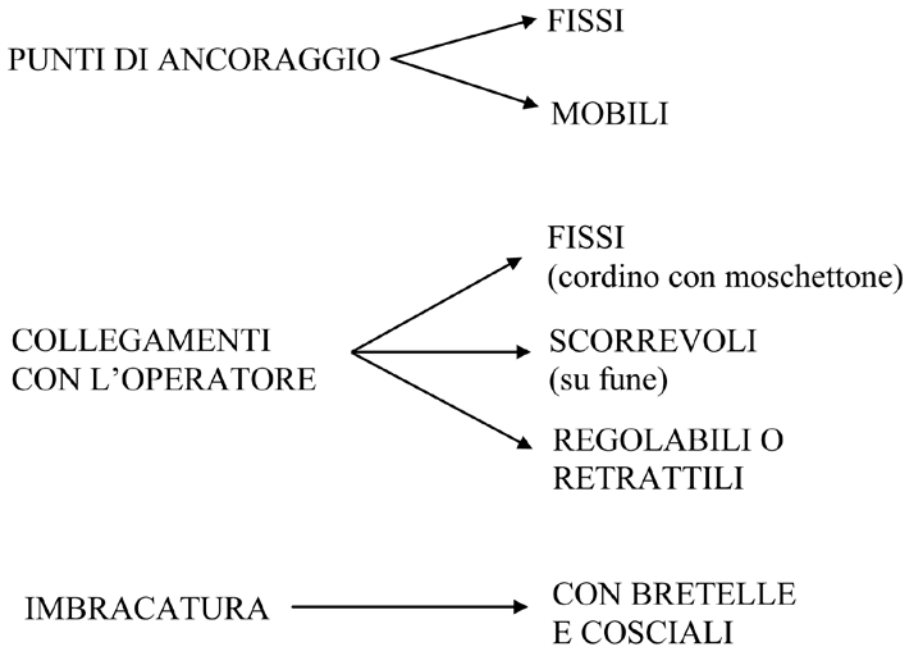 PUNTI DI ANCORAGGIO
FISSI
MOBILI
COLLEGAMENTI
CON L'OPERATORE
FISSI
(cordino con moschettone)
SCORREVOLI
(su fune)
REGOLABILI O
RETRATTILI
IMBRACATURA
CON BRETELLE
E COSCIALI